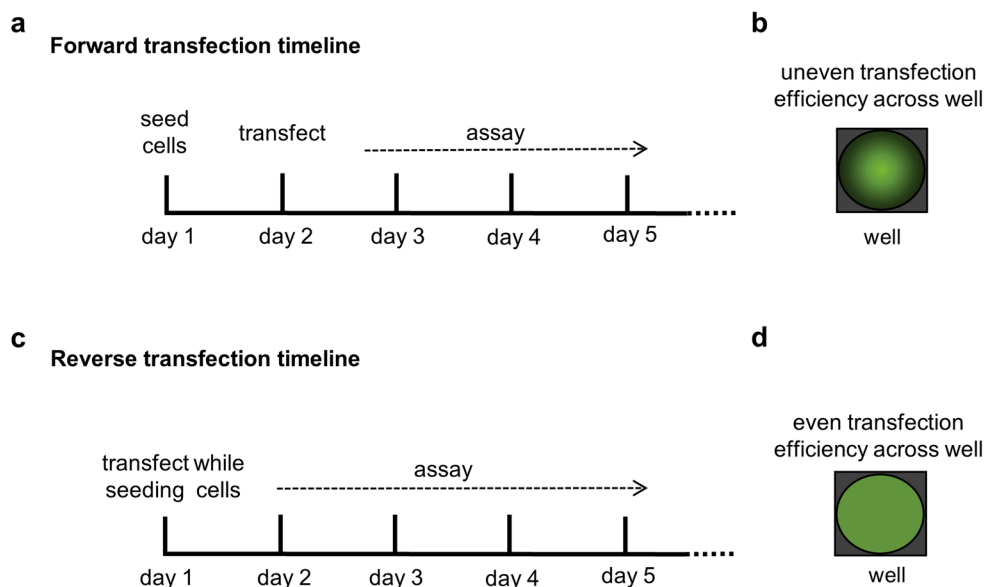 a
Forward transfection timeline
seed
cells
transfect
assay
day 1
day 2
day 3
day 4
day 5
b
uneven transfection
efficiency across well
well
c
Reverse transfection timeline
transfect while
seeding cells
assay
day 1
day 2
day 3
day 4
day 5
d
even transfection
efficiency across well
well